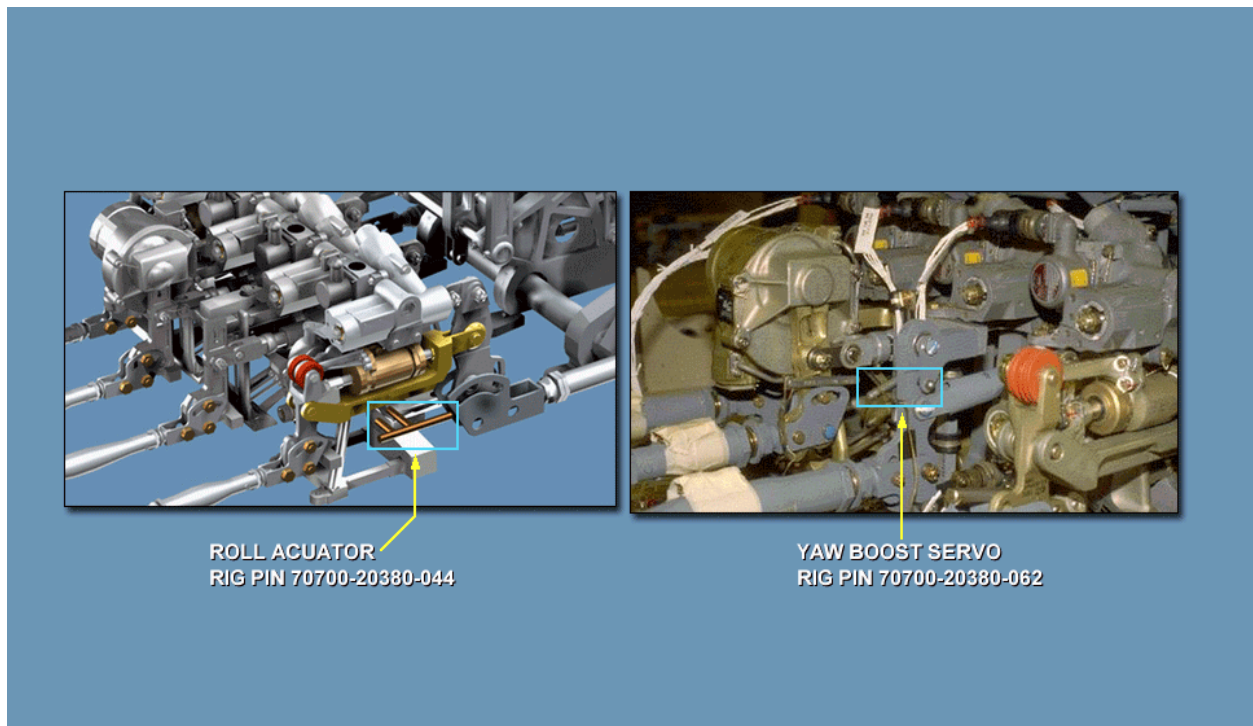 ROLL ACUATOR
RIG PIN 70700-20380-044
YAW BOOST SERVO
RIG PIN 70700-20380-062